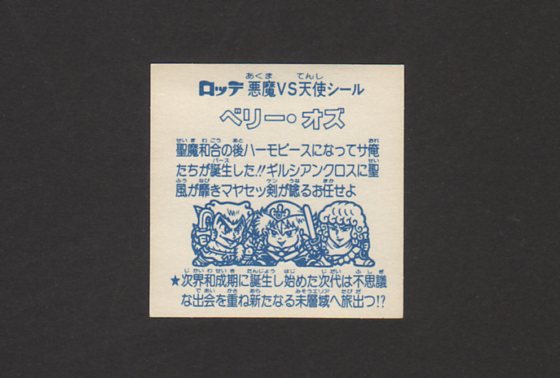 ロッテ 悪魔VS天使シール
ベリー・オズ
聖魔和合の後ハーモピースになってサ俺
たちが誕生した!!ギルシアンクロスに聖
風が靡きマヤセッ剣が唸るお任せよ
★次界和成期に誕生し始めた次代は不思議
な出会を重ね新たなる未層域へ旅出つ!?